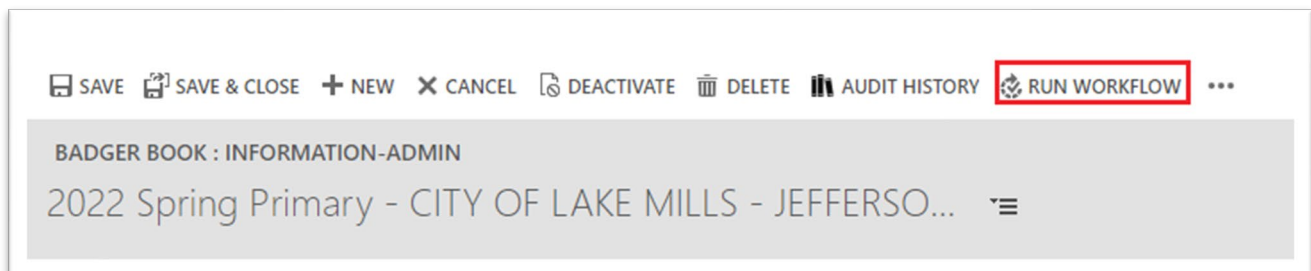 SAVE SAVE & CLOSE NEW CANCEL DEACTIVATE DELETE AUDIT HISTORY RUN WORKFLOW •••
BADGER BOOK : INFORMATION-ADMIN
2022 Spring Primary - CITY OF LAKE MILLS - JEFFERSO...